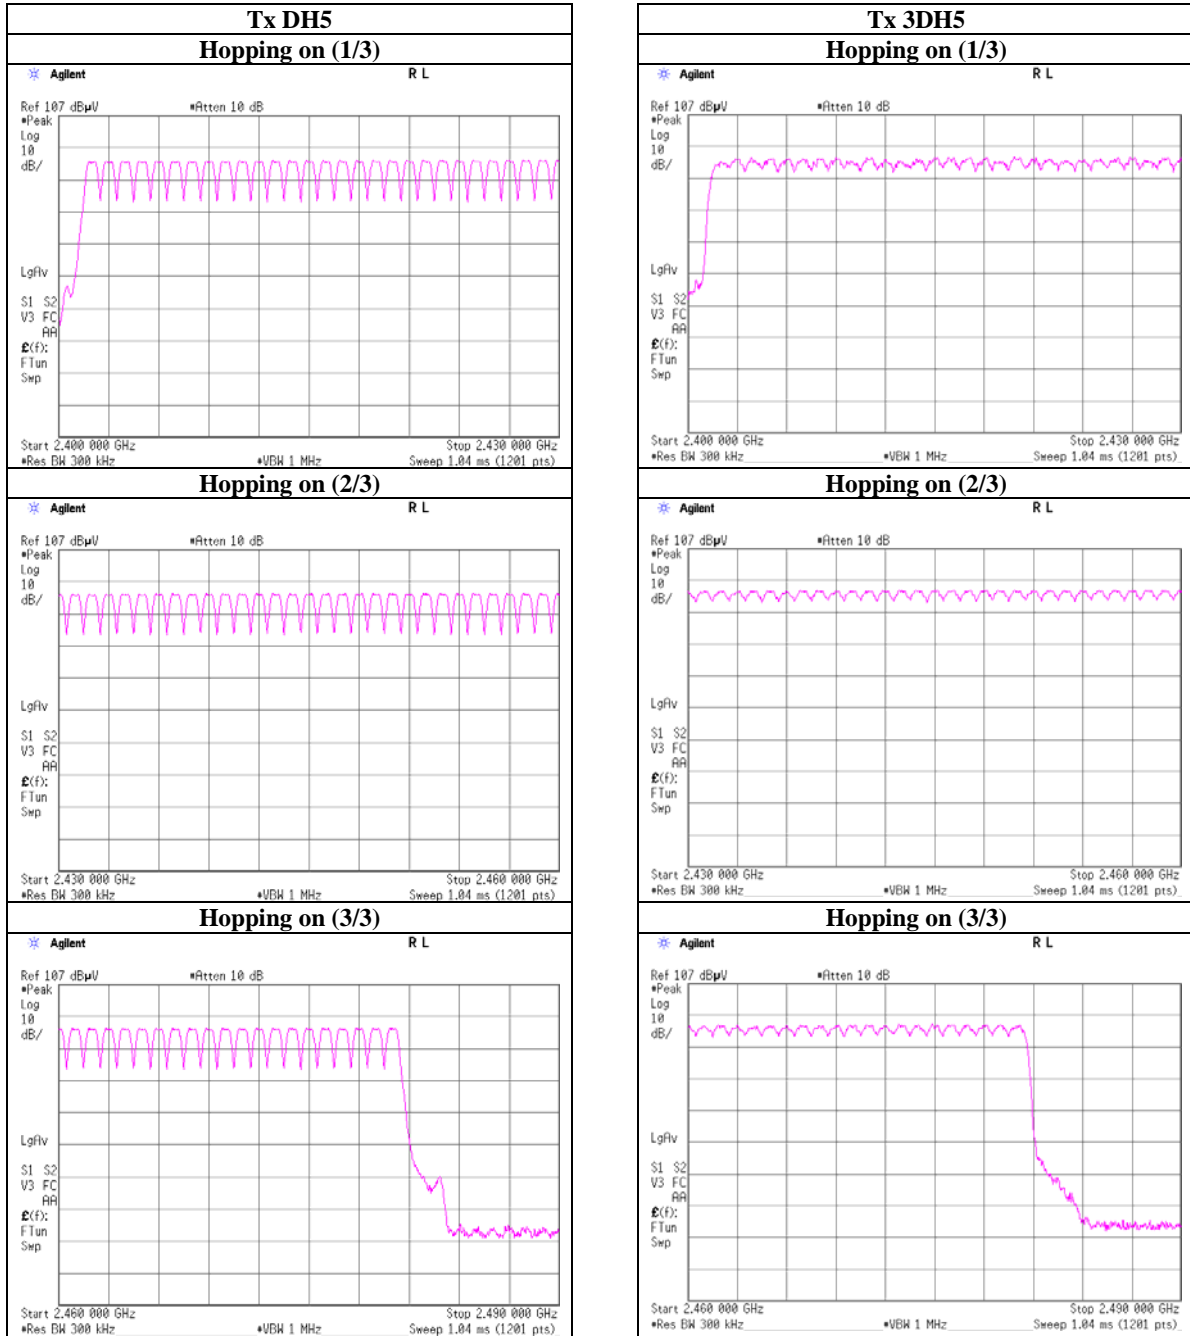 Tx DH5
Hopping on (1/3)
Agilent R L
Ref 107 dBµV #Atten 10 dB
#Peak
Log
10
dB/
LgAv
S1 S2
V3 FC
AA
£(f):
FTun
Swp
Start 2.400 000 GHz Stop 2.430 000 GHz
#Res BW 300 kHz #VBW 1 MHz Sweep 1.04 ms (1201 pts)
Hopping on (2/3)
Agilent R L
Ref 107 dBµV #Atten 10 dB
#Peak
Log
10
dB/
LgAv
S1 S2
V3 FC
AA
£(f):
FTun
Swp
Start 2.430 000 GHz Stop 2.460 000 GHz
#Res BW 300 kHz #VBW 1 MHz Sweep 1.04 ms (1201 pts)
Hopping on (3/3)
Agilent R L
Ref 107 dBµV #Atten 10 dB
#Peak
Log
10
dB/
LgAv
S1 S2
V3 FC
AA
£(f):
FTun
Swp
Start 2.460 000 GHz Stop 2.490 000 GHz
#Res BW 300 kHz #VBW 1 MHz Sweep 1.04 ms (1201 pts)
Tx 3DH5
Hopping on (1/3)
Agilent R L
Ref 107 dBµV #Atten 10 dB
#Peak
Log
10
dB/
LgAv
S1 S2
V3 FC
AA
£(f):
FTun
Swp
Start 2.400 000 GHz Stop 2.430 000 GHz
#Res BW 300 kHz #VBW 1 MHz Sweep 1.04 ms (1201 pts)
Hopping on (2/3)
Agilent R L
Ref 107 dBµV #Atten 10 dB
#Peak
Log
10
dB/
LgAv
S1 S2
V3 FC
AA
£(f):
FTun
Swp
Start 2.430 000 GHz Stop 2.460 000 GHz
#Res BW 300 kHz #VBW 1 MHz Sweep 1.04 ms (1201 pts)
Hopping on (3/3)
Agilent R L
Ref 107 dBµV #Atten 10 dB
#Peak
Log
10
dB/
LgAv
S1 S2
V3 FC
AA
£(f):
FTun
Swp
Start 2.460 000 GHz Stop 2.490 000 GHz
#Res BW 300 kHz #VBW 1 MHz Sweep 1.04 ms (1201 pts)